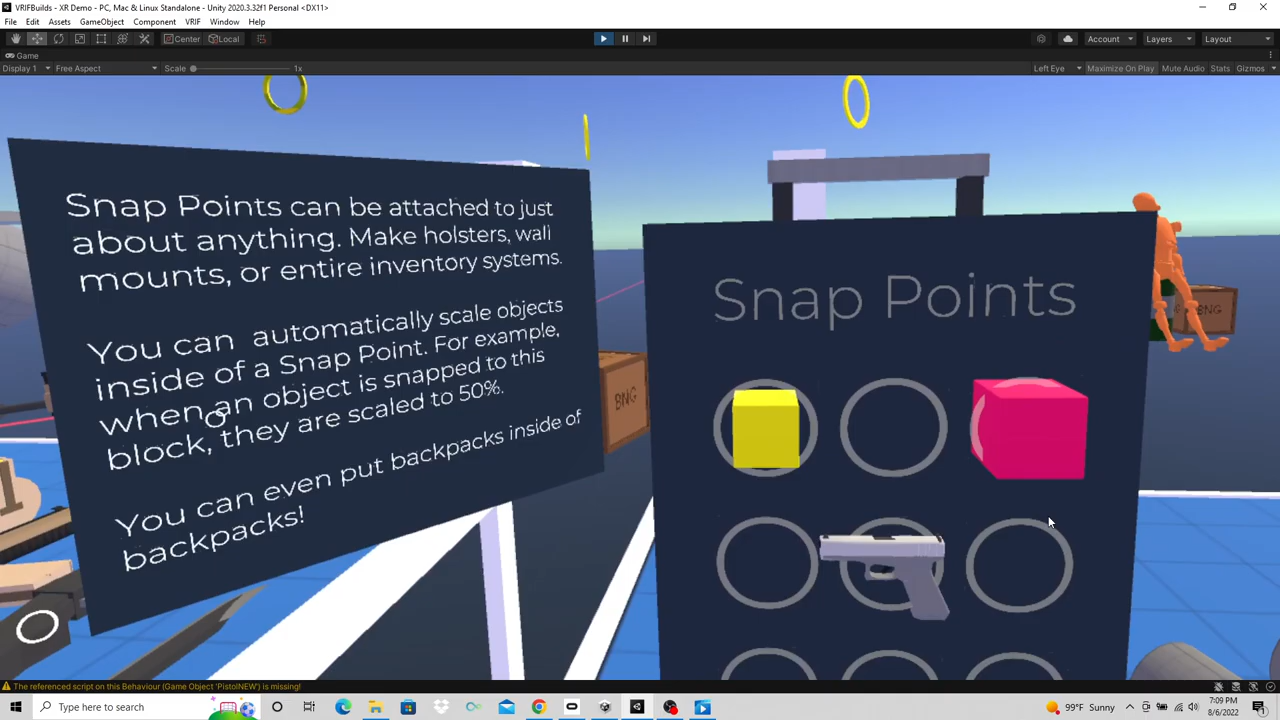 VRIFBuilds - XR Demo - PC, Mac & Linux Standalone - Unity 2020.3.32f1 Personal <DX11>
File Edit Assets GameObject Component VRIF Window Help
Center Local Account Layers Layout
Game
Display 1 Free Aspect Scale 1x Left Eye Maximize On Play Mute Audio Stats Gizmos
Snap Points can be attached to just
about anything. Make holsters, wall
mounts, or entire inventory systems.
You can automatically scale objects
inside of a Snap Point. For example,
when an object is snapped to this
block, they are scaled to 50%.
You can even put backpacks inside of
backpacks!
Snap Points
BNG
BNG
The referenced script on this Behaviour (Game Object 'PistolNEW') is missing!
Type here to search
99°F Sunny
7:09 PM
8/6/2022
1